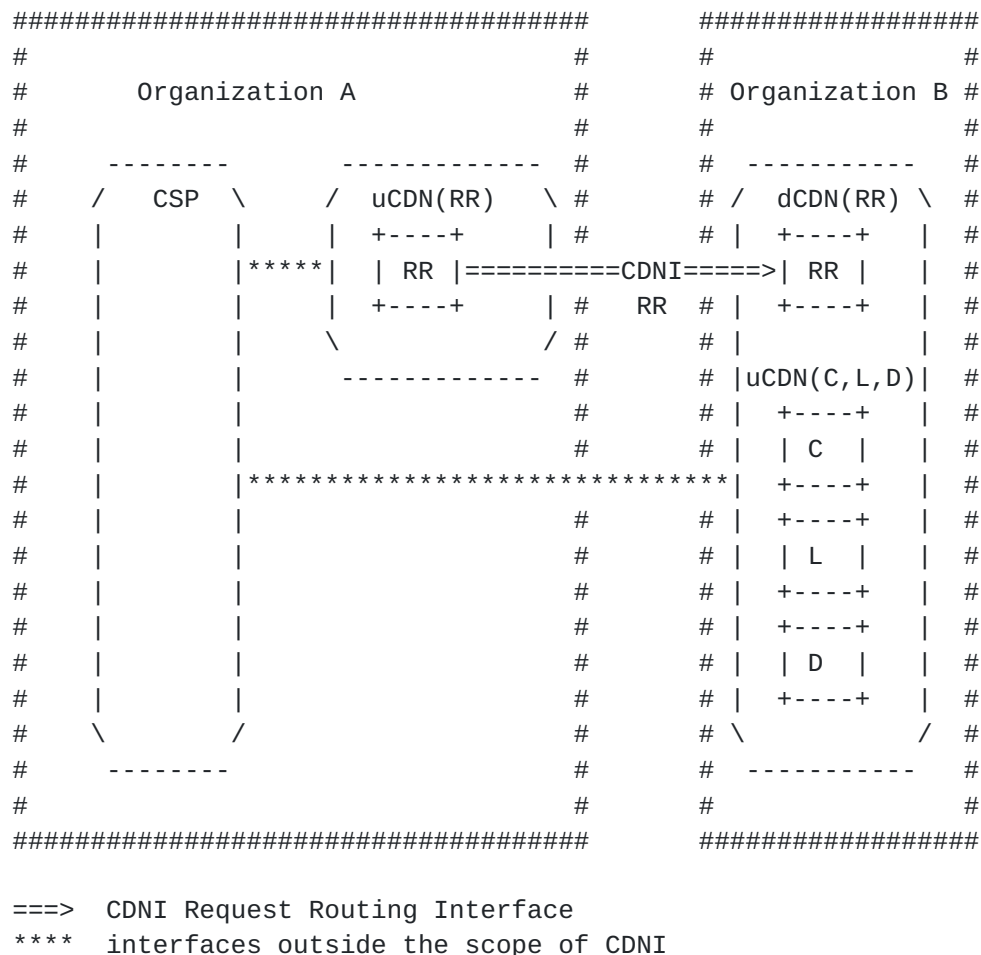 ##################################### ##################
# # # #
# Organization A # # Organization B #
# # # #
# -------- ------------- # # ----------- #
# / CSP \ / uCDN(RR) \ # # / dCDN(RR) \ #
# | | | +----+ | # # | +----+ | #
# | |*****| | RR |==========CDNI=====>| RR | | #
# | | | +----+ | # RR # | +----+ | #
# | | \ / # # | | #
# | | ------------- # # |uCDN(C,L,D)| #
# | | # # | +----+ | #
# | | # # | | C | | #
# | |*******************************| +----+ | #
# | | # # | +----+ | #
# | | # # | | L | | #
# | | # # | +----+ | #
# | | # # | +----+ | #
# | | # # | | D | | #
# | | # # | +----+ | #
# \ / # # \ / #
# -------- # # ----------- #
# # # #
##################################### ##################
===> CDNI Request Routing Interface
**** interfaces outside the scope of CDNI